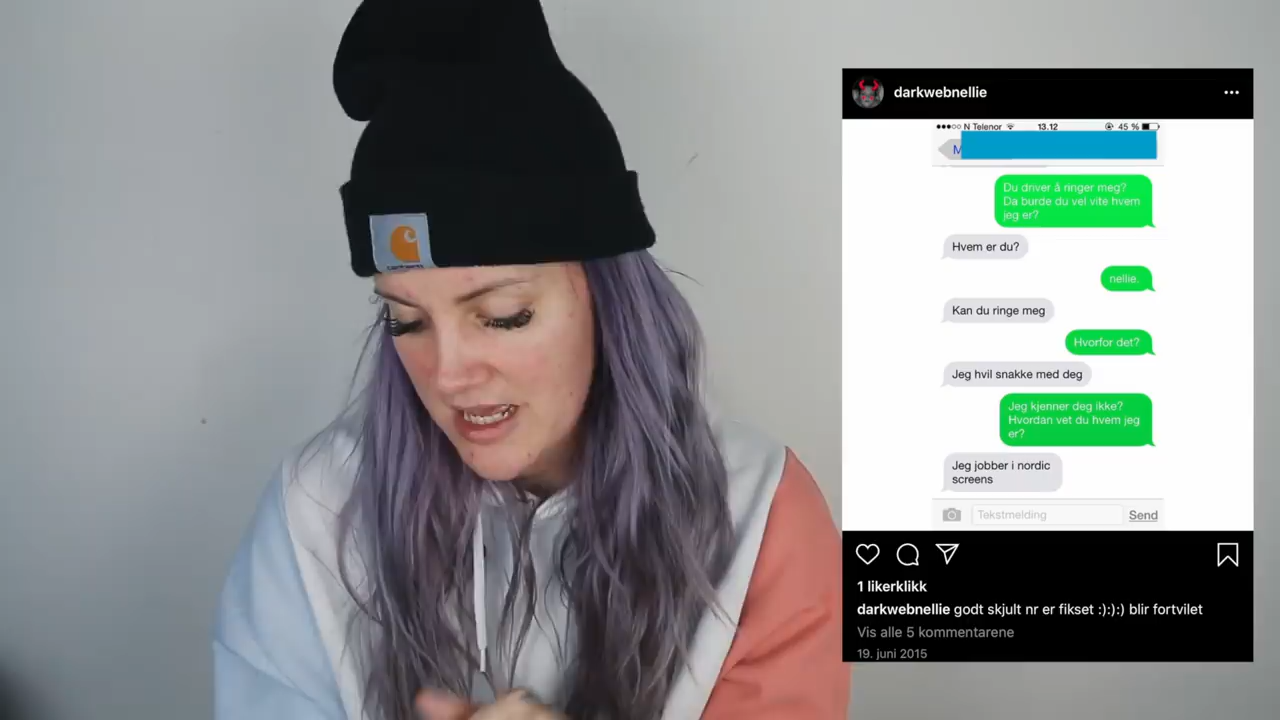 darkwebnellie
N Telenor
13.12
45 %
M
Du driver å ringer meg?
Da burde du vel vite hvem
jeg er?
Hvem er du?
nellie.
Kan du ringe meg
Hvorfor det?
Jeg hvil snakke med deg
Jeg kjenner deg ikke?
Hvordan vet du hvem jeg
er?
Jeg jobber i nordic
screens
Tekstmelding
Send
1 likerklikk
darkwebnellie godt skjult nr er fikset :):):) blir fortvilet
Vis alle 5 kommentarene
19. juni 2015